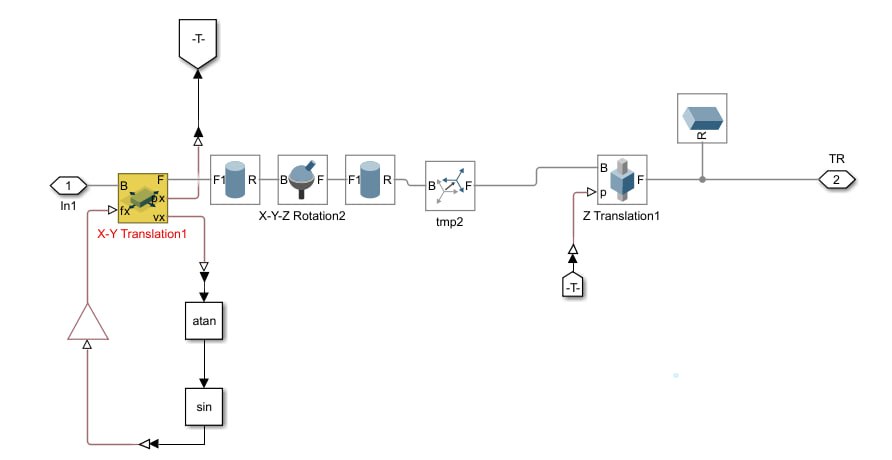 -T-
TR
1
B
F
px
fx
vx
F1
R
B
F
F1
R
B
F
B
p
F
R
2
In1
X-Y Translation1
X-Y-Z Rotation2
tmp2
Z Translation1
-T-
atan
sin